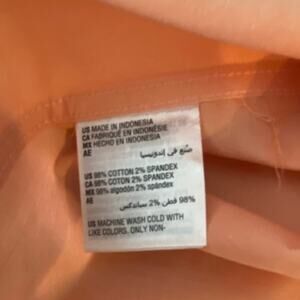 US MADE IN INDONESIA
CA FABRIQUÉ EN INDONÉSIE
MX HECHO EN INDONESIA
AE
صنع في إندونيسيا
US 98% COTTON 2% SPANDEX
CA 98% COTON 2% SPANDEX
MX 98% algodón 2% spandex
AE
98% قطن 2% سباندكس
US MACHINE WASH COLD WITH
LIKE COLORS. ONLY NON-